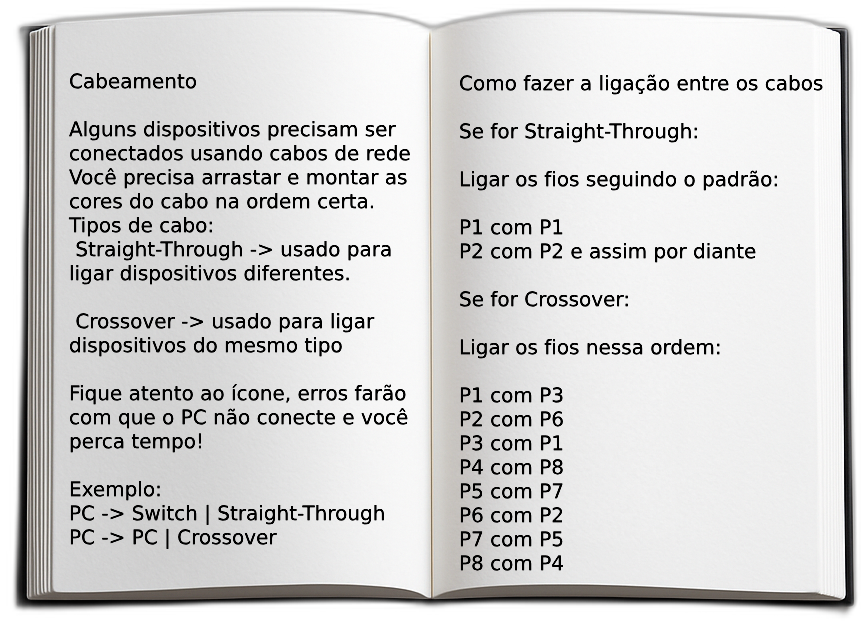 Cabeamento
Alguns dispositivos precisam ser
conectados usando cabos de rede
Você precisa arrastar e montar as
cores do cabo na ordem certa.
Tipos de cabo:
Straight-Through -> usado para
ligar dispositivos diferentes.
Crossover -> usado para ligar
dispositivos do mesmo tipo
Fique atento ao ícone, erros farão
com que o PC não conecte e você
perca tempo!
Exemplo:
PC -> Switch | Straight-Through
PC -> PC | Crossover
Como fazer a ligação entre os cabos
Se for Straight-Through:
Ligar os fios seguindo o padrão:
P1 com P1
P2 com P2 e assim por diante
Se for Crossover:
Ligar os fios nessa ordem:
P1 com P3
P2 com P6
P3 com P1
P4 com P8
P5 com P7
P6 com P2
P7 com P5
P8 com P4